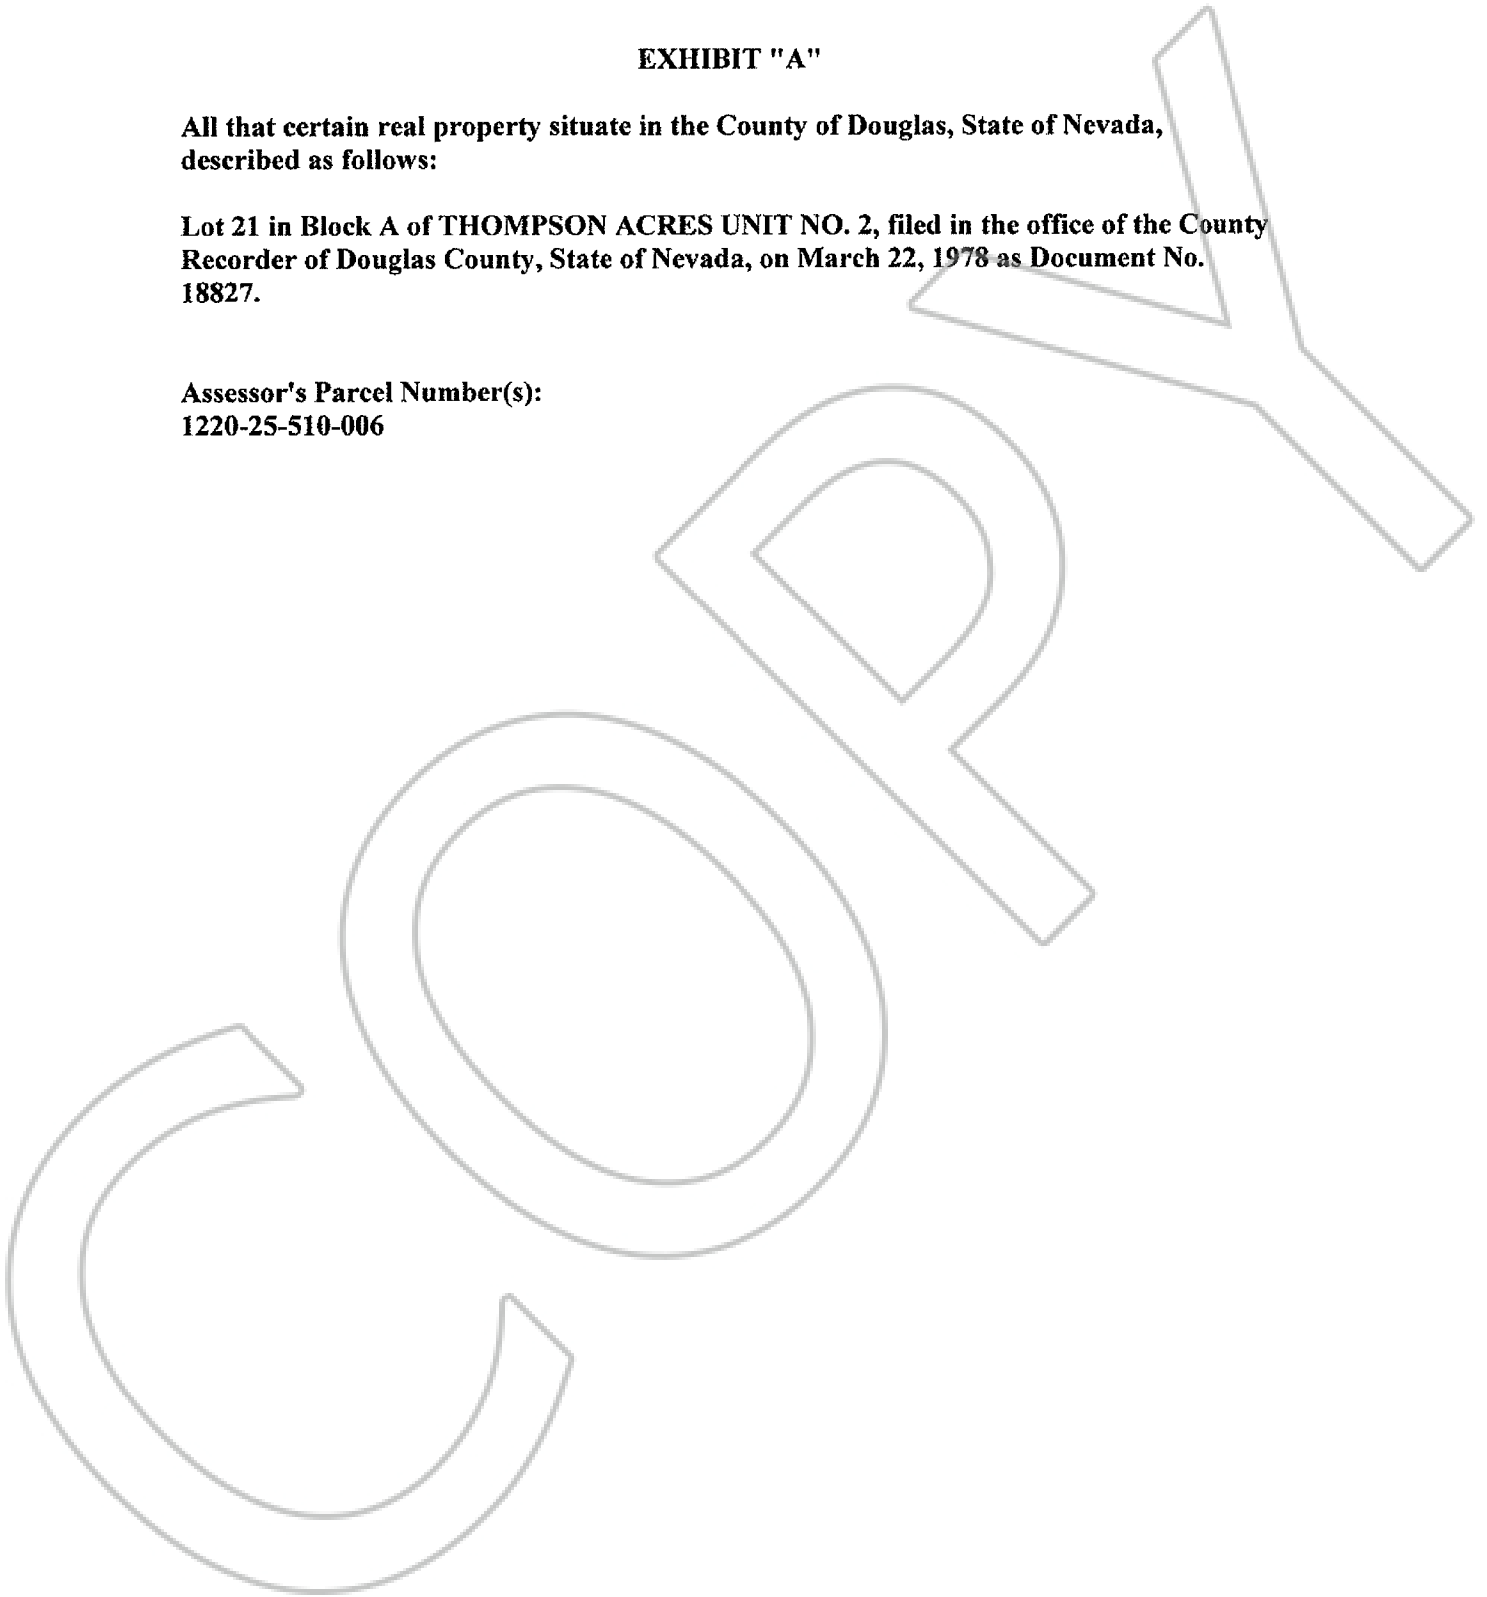 EXHIBIT "A"
All that certain real property situate in the County of Douglas, State of Nevada,
described as follows:
Lot 21 in Block A of THOMPSON ACRES UNIT NO. 2, filed in the office of the County
Recorder of Douglas County, State of Nevada, on March 22, 1978 as Document No.
18827.
Assessor's Parcel Number(s):
1220-25-510-006
COPY